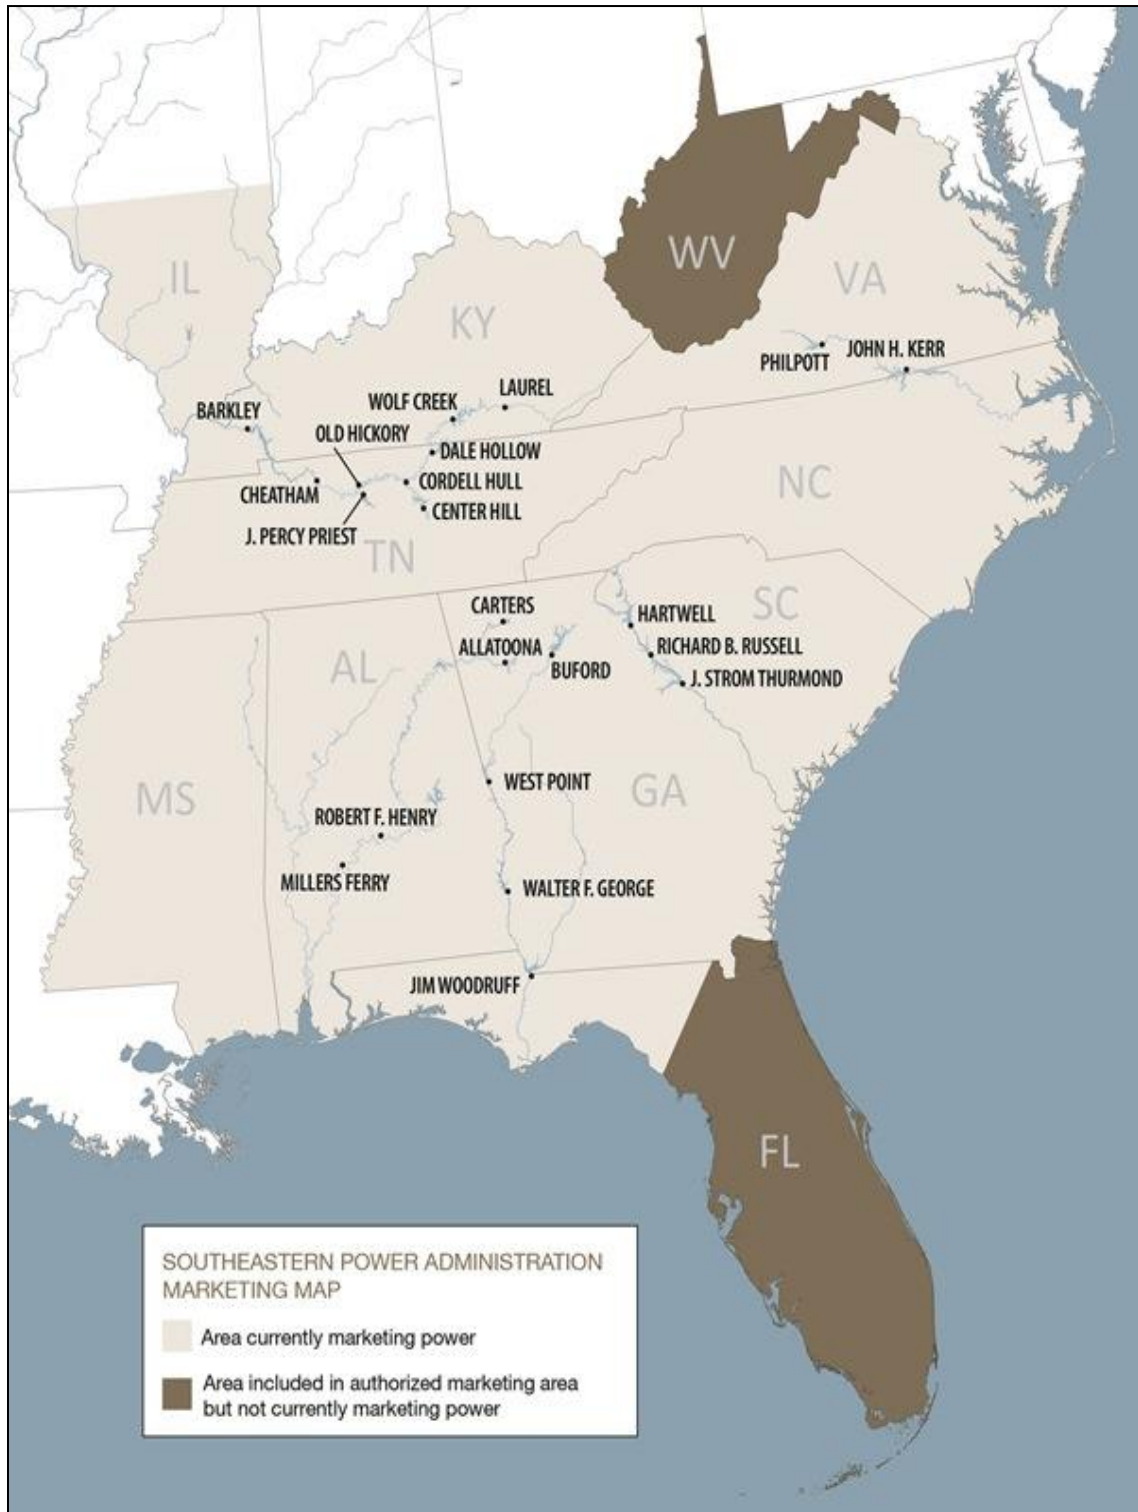 WV
IL
VA
KY
PHILPOTT
JOHN H. KERR
LAUREL
WOLF CREEK
BARKLEY
OLD HICKORY
DALE HOLLOW
CORDELL HULL
CHEATHAM
CENTER HILL
J. PERCY PRIEST
NC
TN
CARTERS
SC
HARTWELL
ALLATOONA
RICHARD B. RUSSELL
AL
BUFORD
J. STROM THURMOND
WEST POINT
GA
MS
ROBERT F. HENRY
MILLERS FERRY
WALTER F. GEORGE
JIM WOODRUFF
FL
SOUTHEASTERN POWER ADMINISTRATION
MARKETING MAP
Area currently marketing power
Area included in authorized marketing area
but not currently marketing power